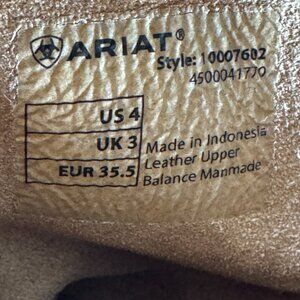 ARIAT®
Style: 10007602
4500041770
US 4
UK 3
EUR 35.5
Made in Indonesia
Leather Upper
Balance Manmade